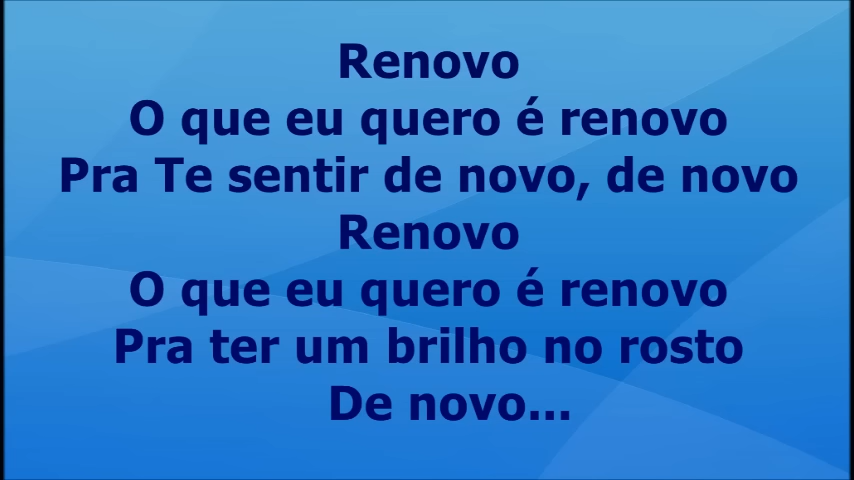 Renovo
O que eu quero é renovo
Pra Te sentir de novo, de novo
Renovo
O que eu quero é renovo
Pra ter um brilho no rosto
De novo...